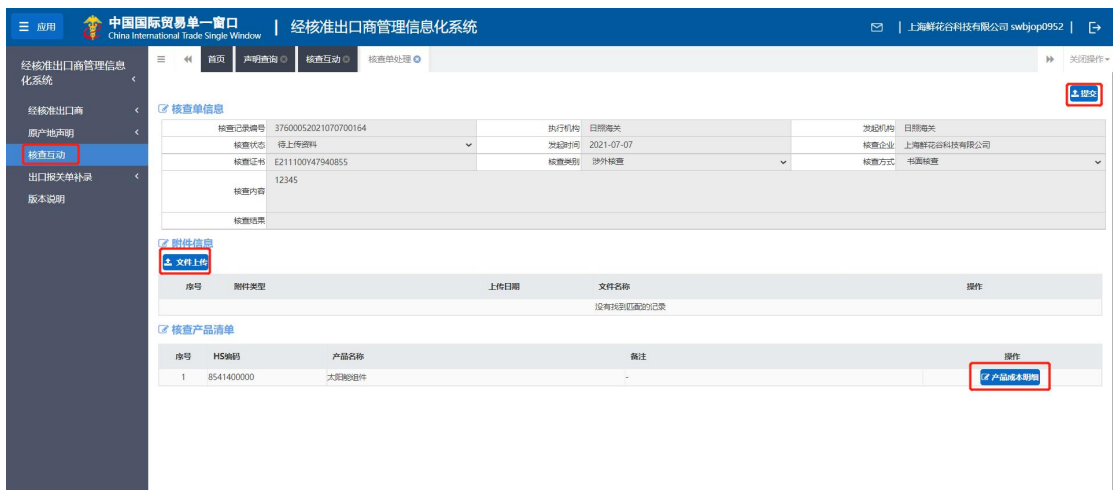 应用 中国国际贸易单一窗口 经核准出口商管理信息化系统 上海鲜花谷科技有限公司 swbjop0952
China International Trade Single Window
首页 声明查询 核查互动 核查单处理 关闭操作
经核准出口商管理信息
化系统
提交
经核准出口商
原产地声明
核查互动
出口报关单补录
版本说明
核查单信息
核查记录编号 37600052021070700164 执行机构 日照海关 发起机构 日照海关
核查状态 待上传资料 发起时间 2021-07-07 核查企业 上海鲜花谷科技有限公司
核查证书 E211100Y47940855 核查类别 涉外核查 核查方式 书面核查
核查内容 12345
核查结果
附件信息
文件上传
序号 附件类型 上传日期 文件名称 操作
没有找到匹配的记录
核查产品清单
序号 HS编码 产品名称 备注 操作
1 8541400000 太阳能组件 - 产品成本明细